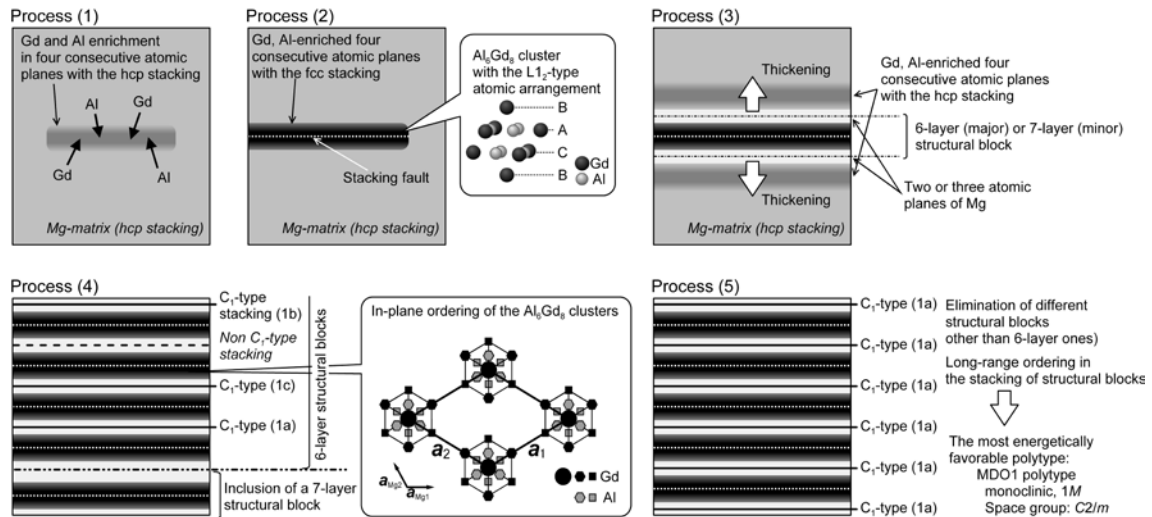 Process (1)
Gd and Al enrichment
in four consecutive atomic
planes with the hcp stacking
Al
Gd
Gd
Al
Mg-matrix (hcp stacking)
Process (2)
Gd, Al-enriched four
consecutive atomic planes
with the fcc stacking
Stacking fault
Mg-matrix (hcp stacking)
Al₆Gd₈ cluster
with the L1₂-type
atomic arrangement
B
A
C
B
Gd
Al
Process (3)
Thickening
Thickening
Mg-matrix (hcp stacking)
Gd, Al-enriched four
consecutive atomic planes
with the hcp stacking
6-layer (major) or 7-layer (minor)
structural block
Two or three atomic
planes of Mg
Process (4)
C₁-type
stacking (1b)
Non C₁-type
stacking
C₁-type (1c)
C₁-type (1a)
6-layer structural blocks
Inclusion of a 7-layer
structural block
In-plane ordering of the Al₆Gd₈ clusters
a₂
a₁
a_Mg2
a_Mg1
Gd
Al
Process (5)
C₁-type (1a)
C₁-type (1a)
C₁-type (1a)
C₁-type (1a)
C₁-type (1a)
C₁-type (1a)
Elimination of different
structural blocks
other than 6-layer ones)
Long-range ordering in
the stacking of structural blocks
The most energetically
favorable polytype:
MDO1 polytype
monoclinic, 1M
Space group: C2/m